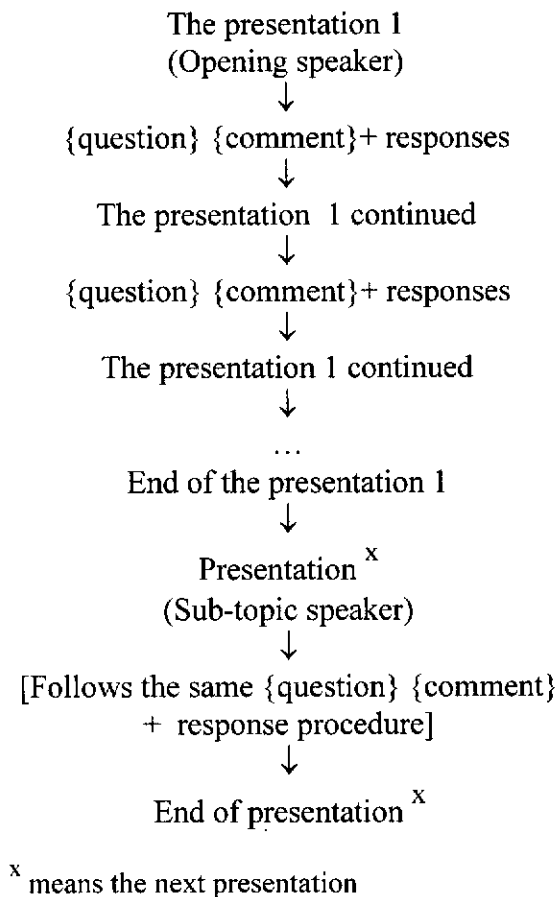 The presentation 1
(Opening speaker)
↓
{question} {comment}+ responses
↓
The presentation 1 continued
↓
{question} {comment}+ responses
↓
The presentation 1 continued
↓
...
End of the presentation 1
↓
Presentation ˣ
(Sub-topic speaker)
↓
[Follows the same {question} {comment}
+ response procedure]
↓
End of presentation ˣ
ˣ means the next presentation